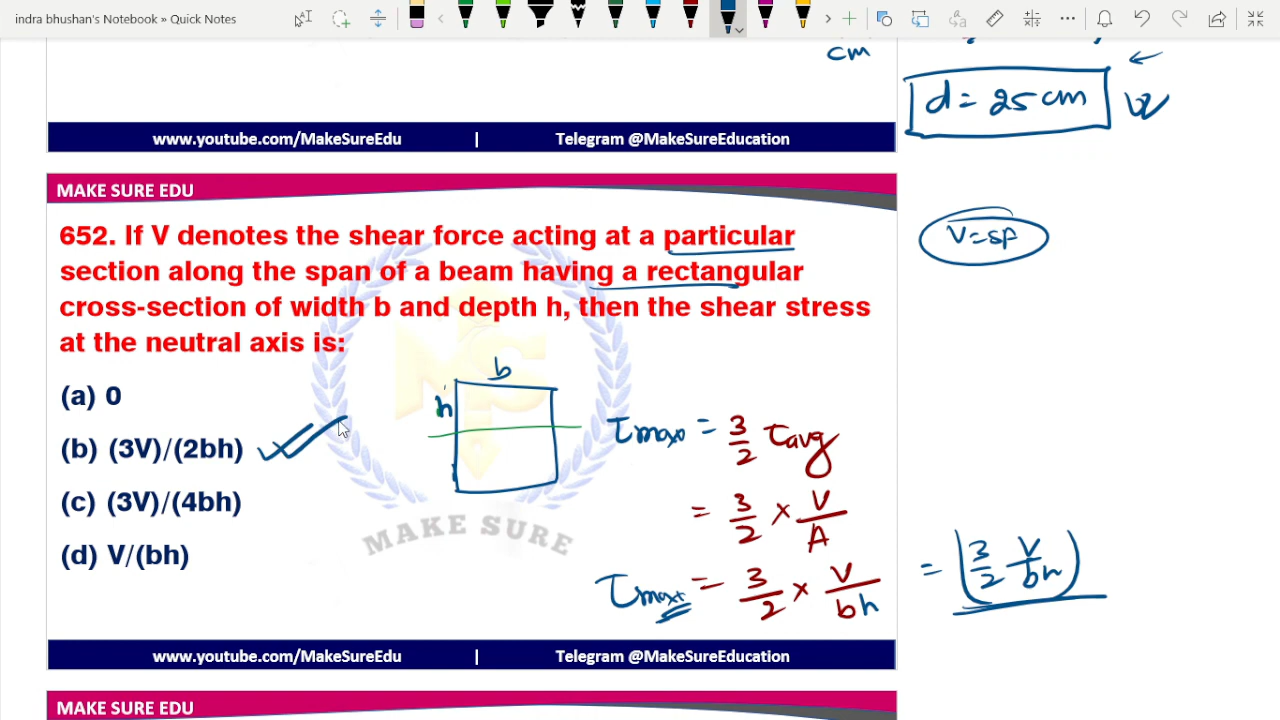 indra bhushan's Notebook » Quick Notes
cm
d = 25 cm
www.youtube.com/MakeSureEdu | Telegram @MakeSureEducation
MAKE SURE EDU
652. If V denotes the shear force acting at a particular
section along the span of a beam having a rectangular
cross-section of width b and depth h, then the shear stress
at the neutral axis is:
V = SF
(a) 0
(b) (3V)/(2bh)
(c) (3V)/(4bh)
(d) V/(bh)
b
h
τmax = 3/2 τavg
= 3/2 × V/A
τmax = 3/2 × V/bh = (3/2 V/bh)
MAKE SURE
www.youtube.com/MakeSureEdu | Telegram @MakeSureEducation
MAKE SURE EDU